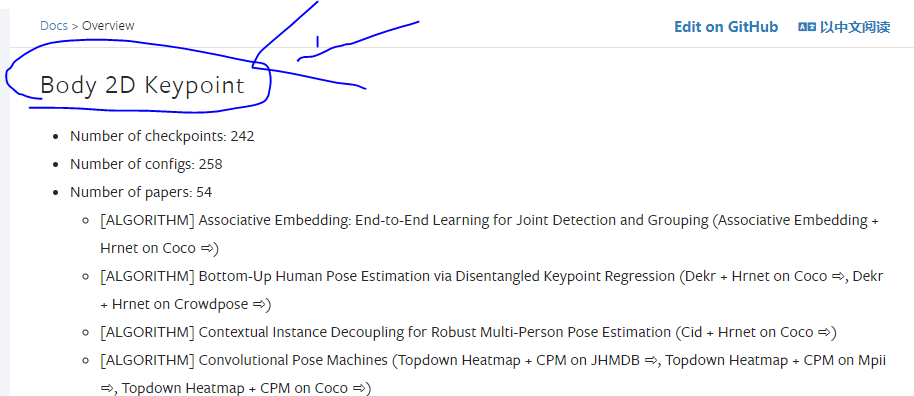 Docs > Overview
Edit on GitHub
以中文阅读
Body 2D Keypoint
• Number of checkpoints: 242
• Number of configs: 258
• Number of papers: 54
◦ [ALGORITHM] Associative Embedding: End-to-End Learning for Joint Detection and Grouping (Associative Embedding +
Hrnet on Coco ⇨)
◦ [ALGORITHM] Bottom-Up Human Pose Estimation via Disentangled Keypoint Regression (Dekr + Hrnet on Coco ⇨, Dekr
+ Hrnet on Crowdpose ⇨)
◦ [ALGORITHM] Contextual Instance Decoupling for Robust Multi-Person Pose Estimation (Cid + Hrnet on Coco ⇨)
◦ [ALGORITHM] Convolutional Pose Machines (Topdown Heatmap + CPM on JHMDB ⇨, Topdown Heatmap + CPM on Mpii
⇨, Topdown Heatmap + CPM on Coco ⇨)